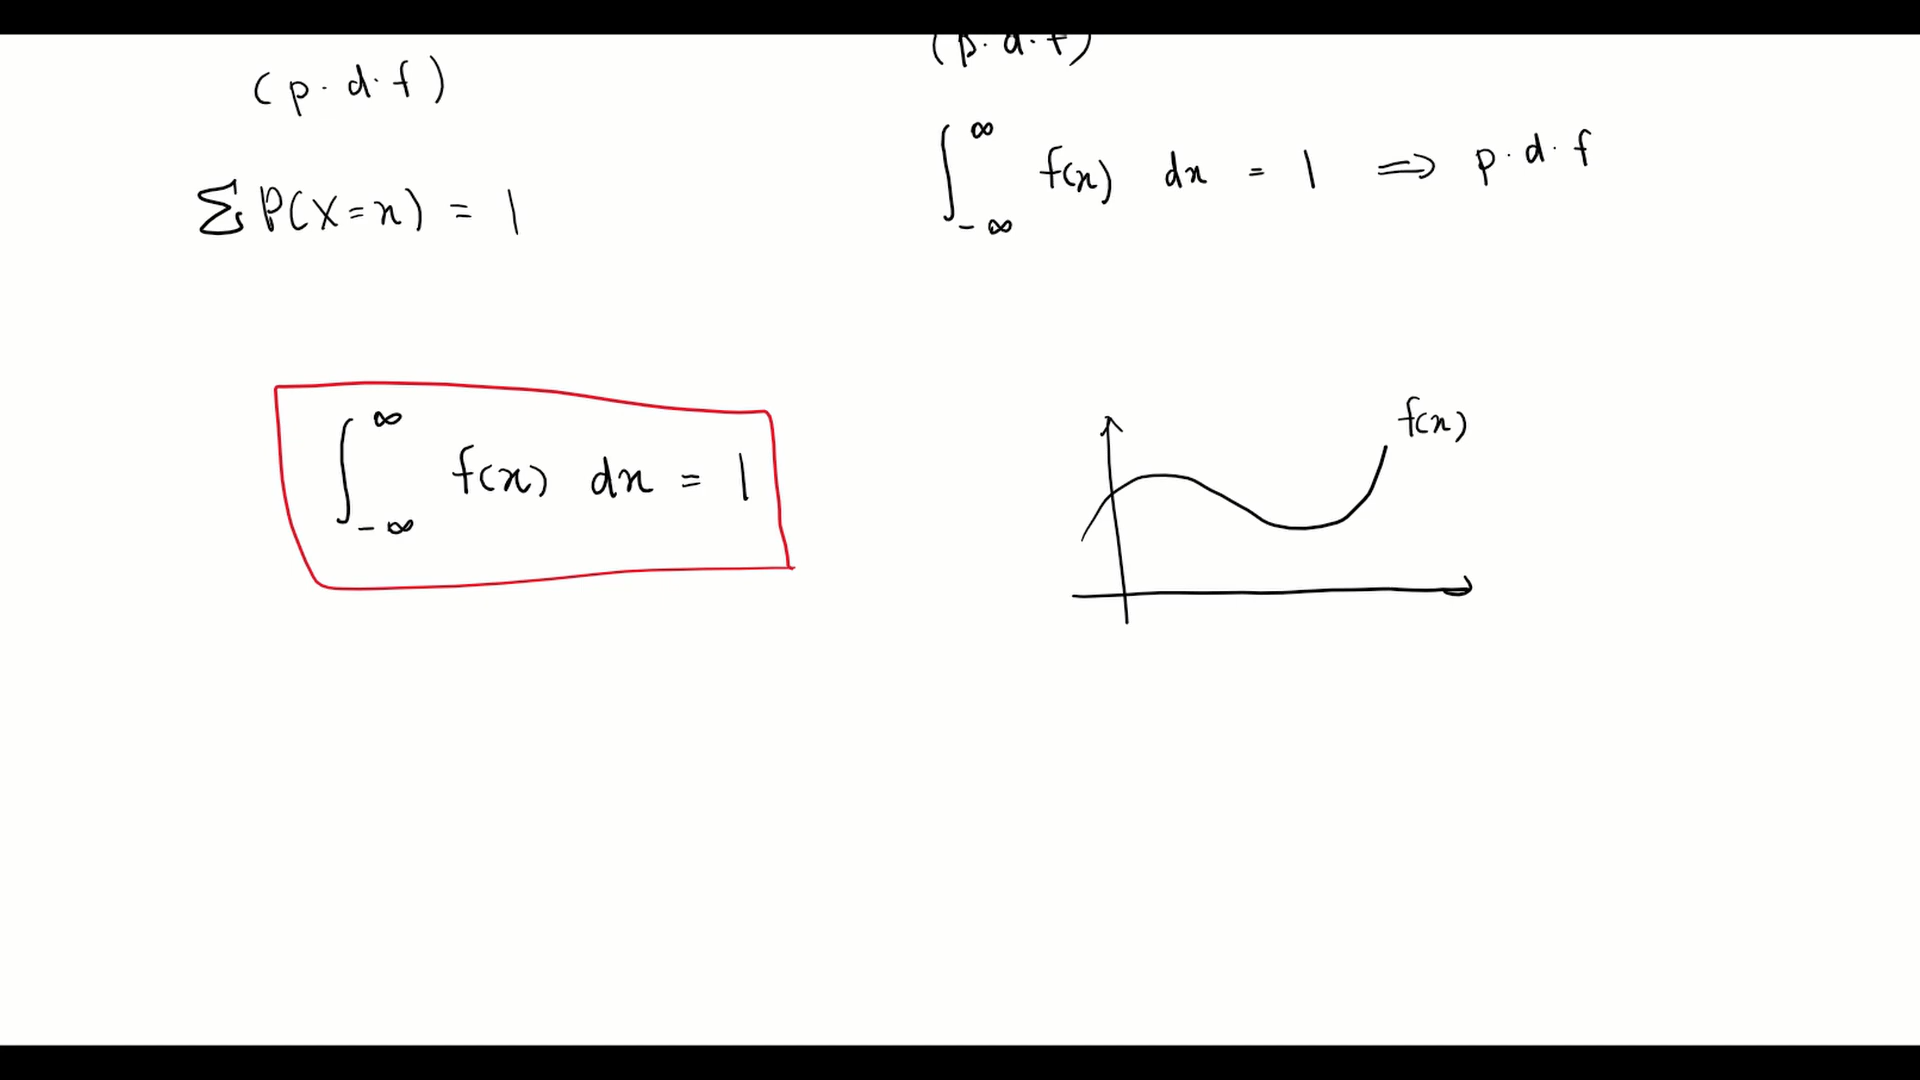 (p.d.f)
∑ P(X=x) = 1
(p.d.f)
∫_{-∞}^{∞} f(x) dx = 1 ⟹ p.d.f
∫_{-∞}^{∞} f(x) dx = 1
f(x)